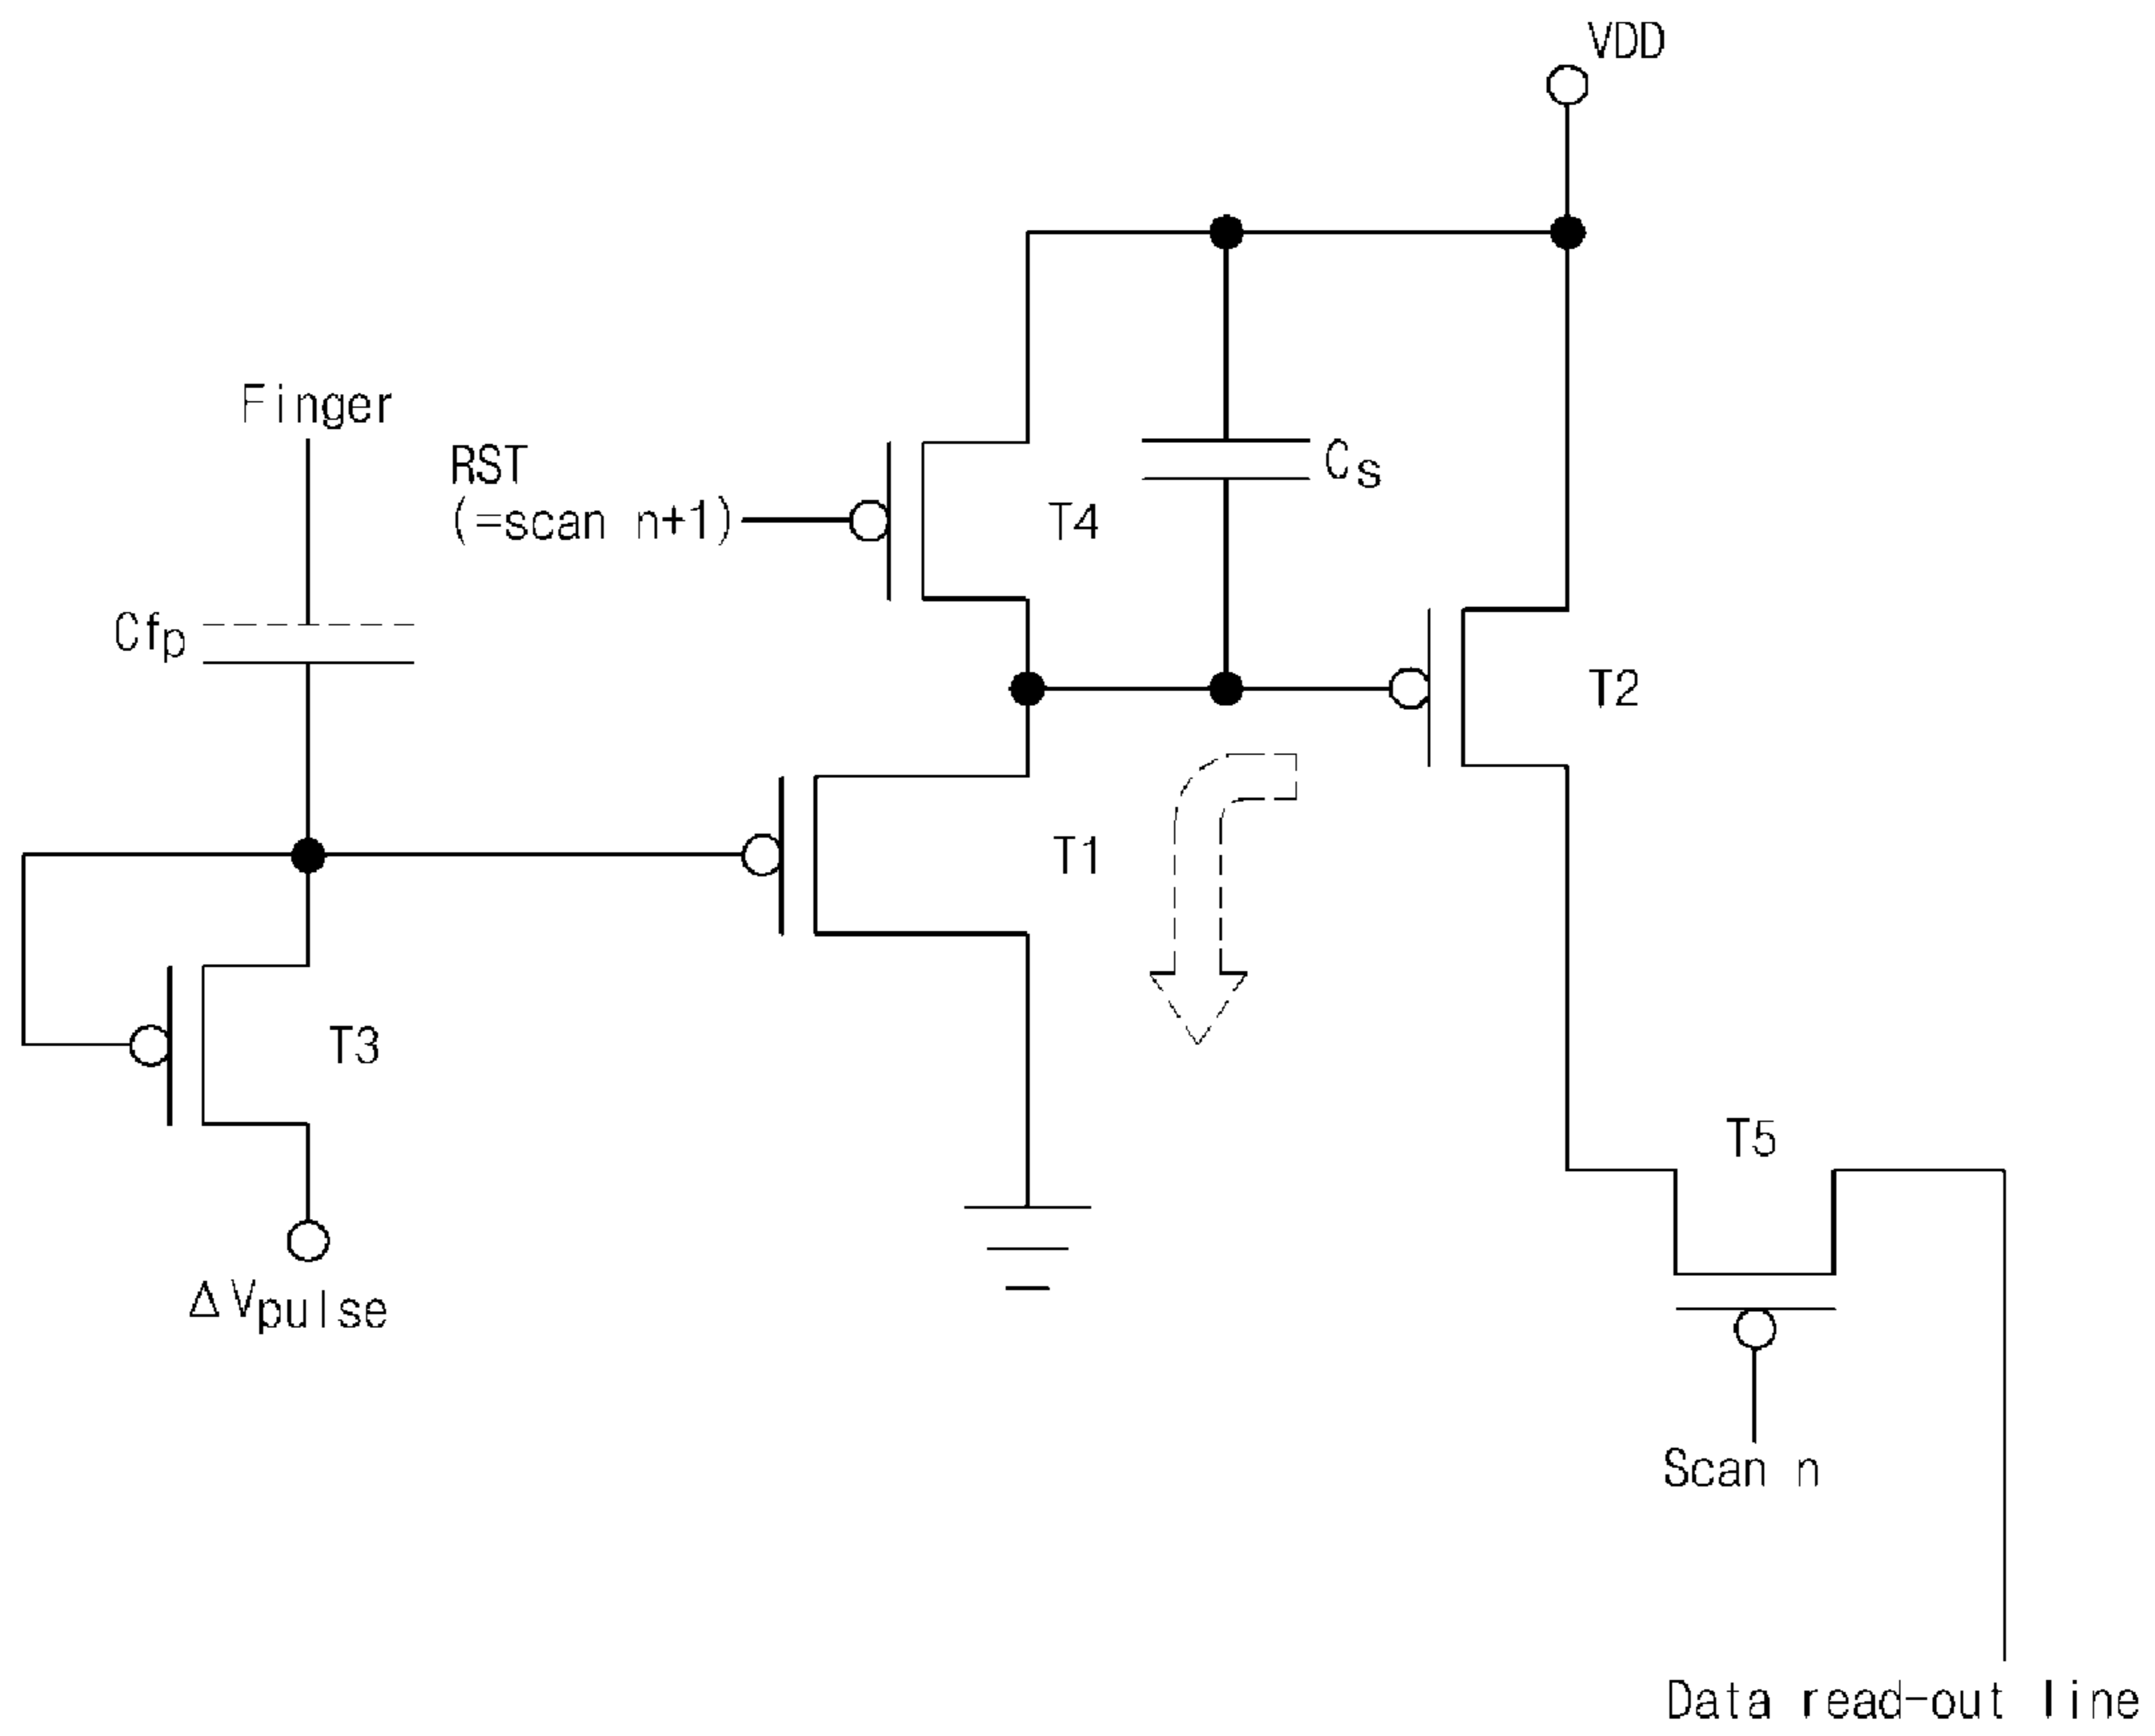 VDD
Finger
RST
(=scan n+1)
Cs
T4
Cfp
T2
T1
T3
T5
ΔVpulse
Scan n
Data read-out line